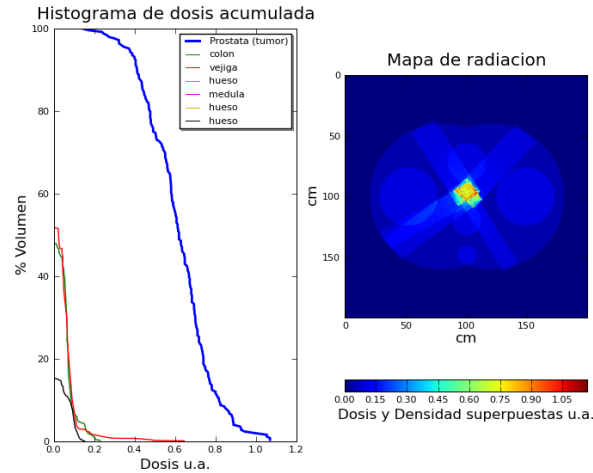 Histograma de dosis acumulada
100
80
60
40
20
0
% Volumen
Prostata (tumor)
colon
vejiga
hueso
medula
hueso
hueso
0.0 0.2 0.4 0.6 0.8 1.0 1.2
Dosis u.a.
Mapa de radiacion
0
50
100
150
cm
0 50 100 150
cm
0.00 0.15 0.30 0.45 0.60 0.75 0.90 1.05
Dosis y Densidad superpuestas u.a.